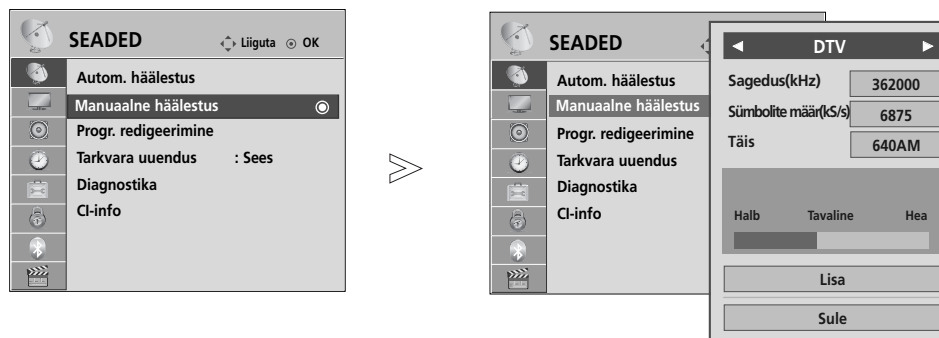 SEADED Liiguta OK
Autom. häälestus
Manuaalne häälestus
Progr. redigeerimine
Tarkvara uuendus : Sees
Diagnostika
CI-info
SEADED
Autom. häälestus
Manuaalne häälestus
Progr. redigeerimine
Tarkvara uuendus
Diagnostika
CI-info
◄ DTV ►
Sagedus(kHz) 362000
Sümbolite määr(kS/s) 6875
Täis 640AM
Halb Tavaline Hea
Lisa
Sule